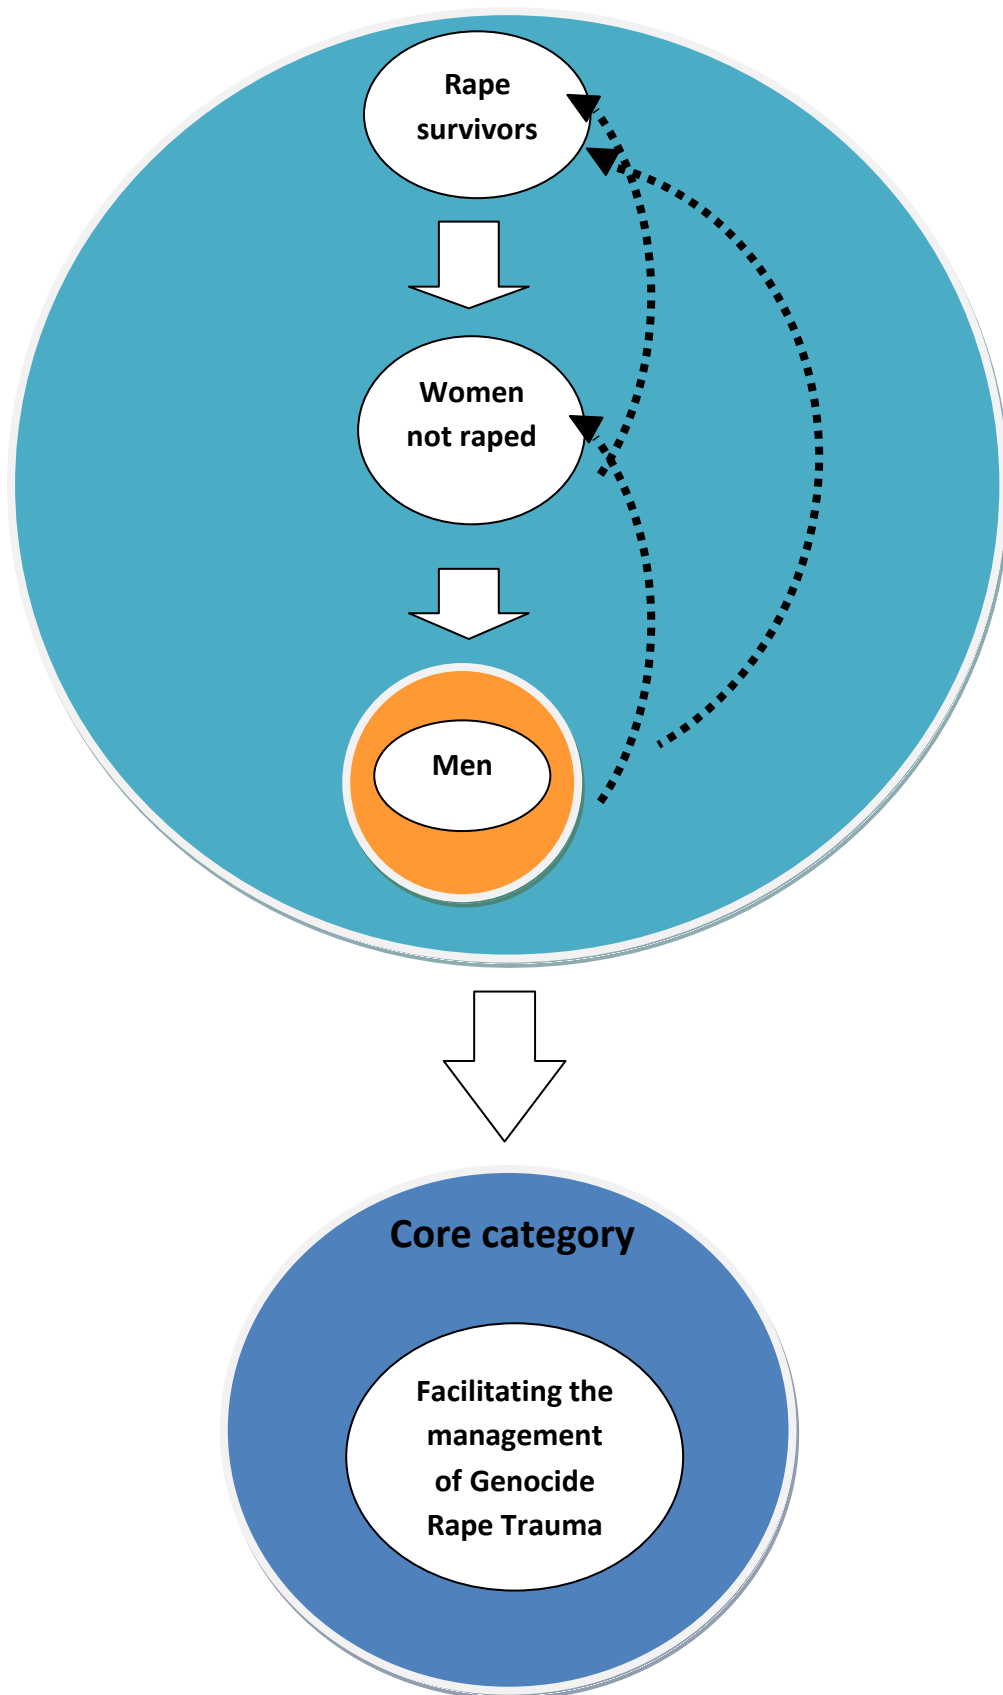 Rape
survivors
Women
not raped
Men
Core category
Facilitating the
management
of Genocide
Rape Trauma